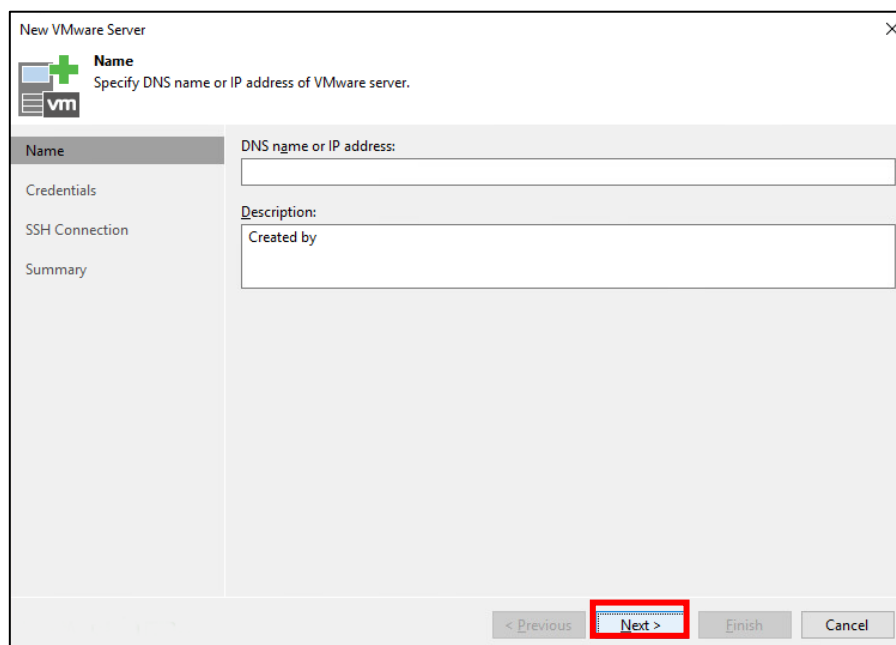 New VMware Server
Name
Specify DNS name or IP address of VMware server.
vm
Name
DNS name or IP address:
Credentials
Description:
SSH Connection
Created by
Summary
< Previous
Next >
Finish
Cancel